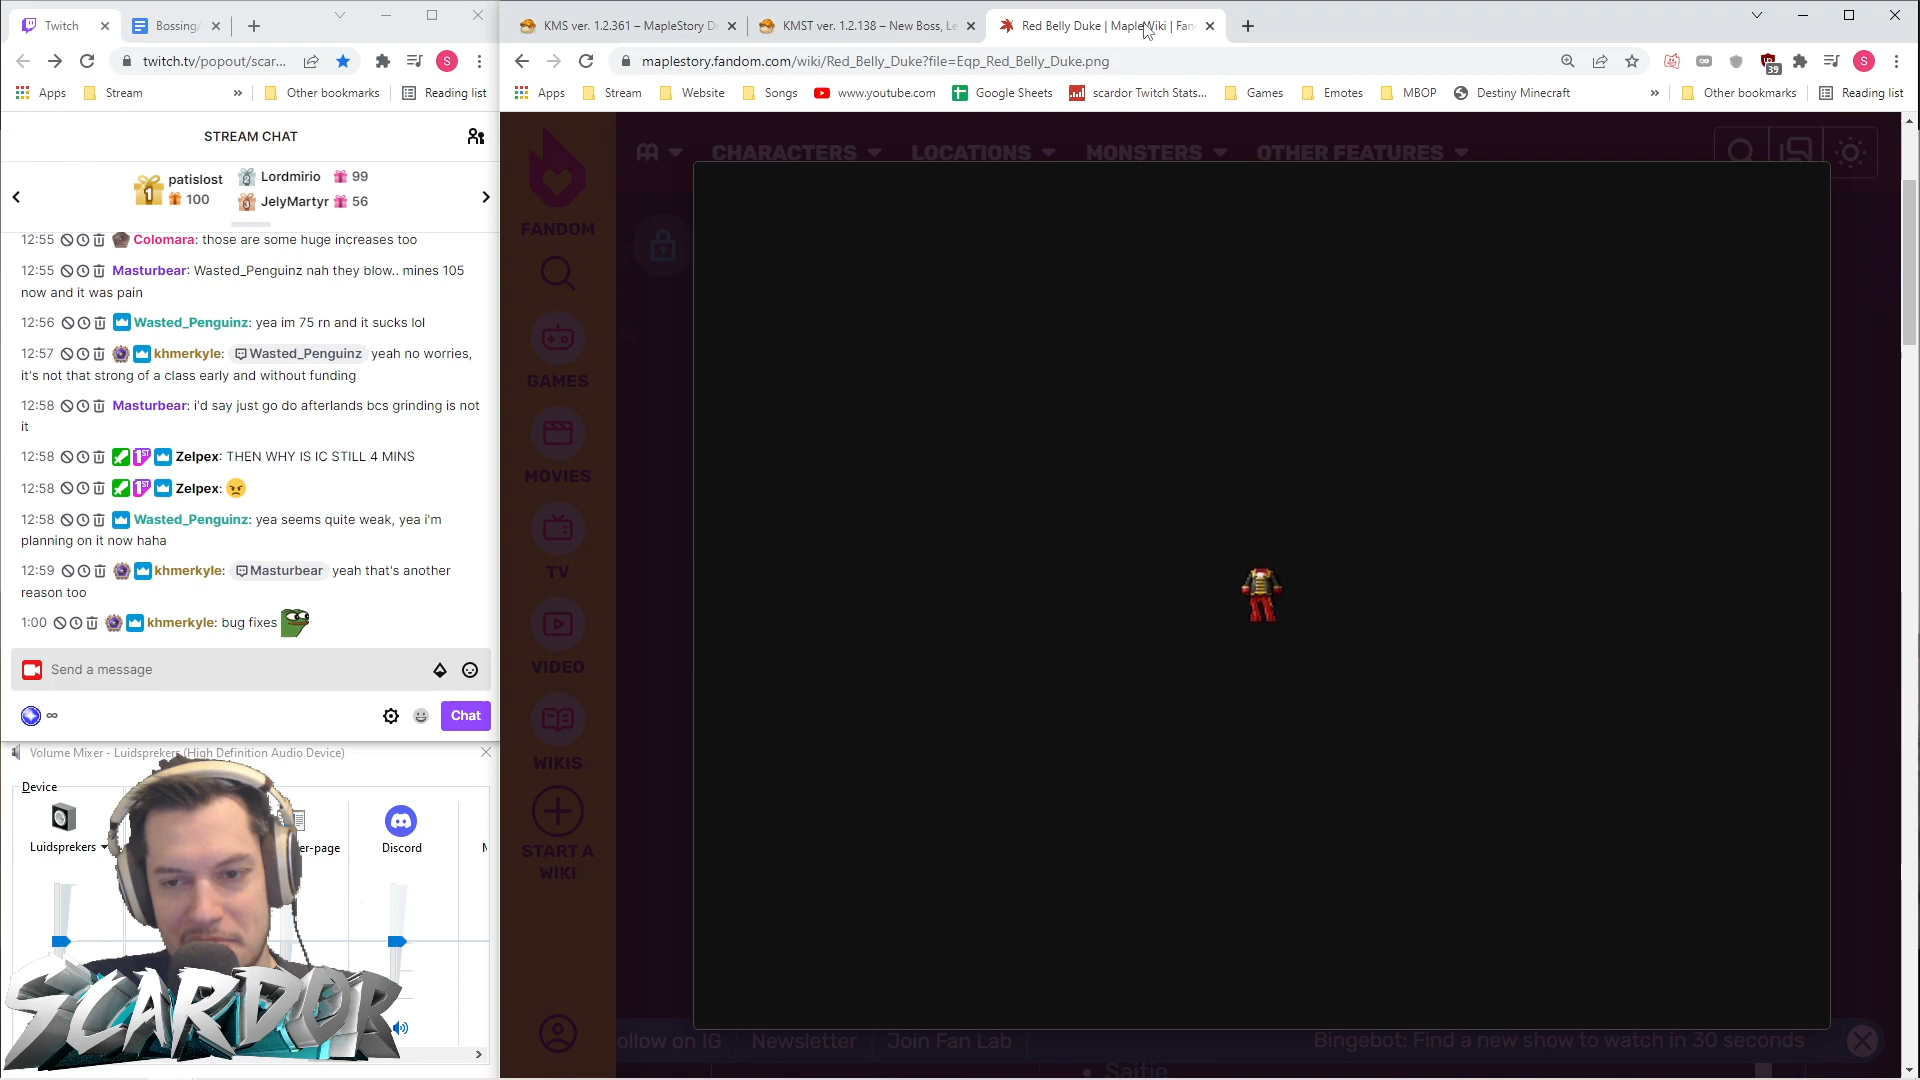 Twitch
Bossing/
KMS ver. 1.2.361 – MapleStory D
KMST ver. 1.2.138 – New Boss, Le
Red Belly Duke | MapleWiki | Fan
twitch.tv/popout/scar...
S
maplestory.fandom.com/wiki/Red_Belly_Duke?file=Eqp_Red_Belly_Duke.png
39
S
Apps
Stream
»
Other bookmarks
Reading list
Apps
Stream
Website
Songs
www.youtube.com
Google Sheets
scardor Twitch Stats...
Games
Emotes
MBOP
Destiny Minecraft
»
Other bookmarks
Reading list
STREAM CHAT
1 patislost
100
2 Lordmirio 99
3 JelyMartyr 56
12:55 Colomara: those are some huge increases too
12:55 Masturbear: Wasted_Penguinz nah they blow.. mines 105
now and it was pain
12:56 Wasted_Penguinz: yea im 75 rn and it sucks lol
12:57 khmerkyle: Wasted_Penguinz yeah no worries,
it's not that strong of a class early and without funding
12:58 Masturbear: i'd say just go do afterlands bcs grinding is not
it
12:58 1ST Zelpex: THEN WHY IS IC STILL 4 MINS
12:58 1ST Zelpex:
12:58 Wasted_Penguinz: yea seems quite weak, yea i'm
planning on it now haha
12:59 khmerkyle: Masturbear yeah that's another
reason too
1:00 khmerkyle: bug fixes
Send a message
∞
Chat
Volume Mixer - Luidsprekers (High Definition Audio Device)
Device
Luidsprekers
er-page
Discord
SCARDOR
CHARACTERS
LOCATIONS
MONSTERS
OTHER FEATURES
FANDOM
GAMES
MOVIES
TV
VIDEO
WIKIS
START A
WIKI
ollow on IG
Newsletter
Join Fan Lab
Bingebot: Find a new show to watch in 30 seconds
Saitie